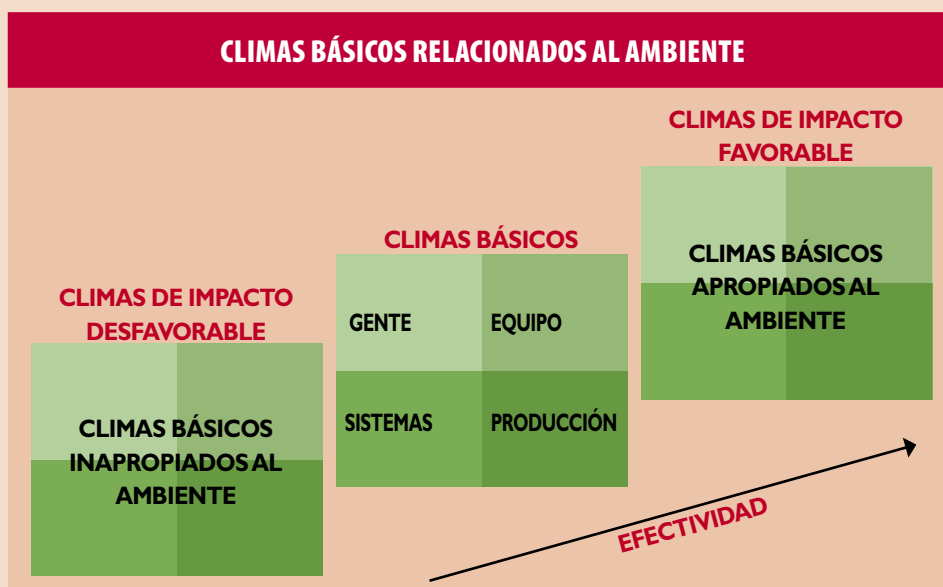 CLIMAS BÁSICOS RELACIONADOS AL AMBIENTE
CLIMAS DE IMPACTO
DESFAVORABLE
CLIMAS BÁSICOS
INAPROPIADOS AL
AMBIENTE
CLIMAS BÁSICOS
GENTE
EQUIPO
SISTEMAS
PRODUCCIÓN
CLIMAS DE IMPACTO
FAVORABLE
CLIMAS BÁSICOS
APROPIADOS AL
AMBIENTE
EFECTIVIDAD